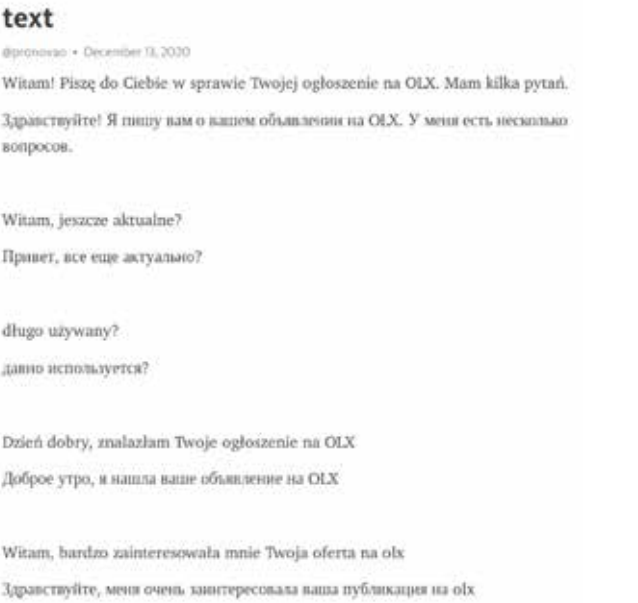 text
@pronovao • December 13, 2020
Witam! Piszę do Ciebie w sprawie Twojej ogłoszenie na OLX. Mam kilka pytań.
Здравствуйте! Я пишу вам о вашем объявлении на OLX. У меня есть несколько
вопросов.
Witam, jeszcze aktualne?
Привет, все еще актуально?
długo używany?
давно используется?
Dzień dobry, znalazłam Twoje ogłoszenie na OLX
Доброе утро, я нашла ваше объявление на OLX
Witam, bardzo zainteresowała mnie Twoja oferta na olx
Здравствуйте, меня очень заинтересовала ваша публикация на olx